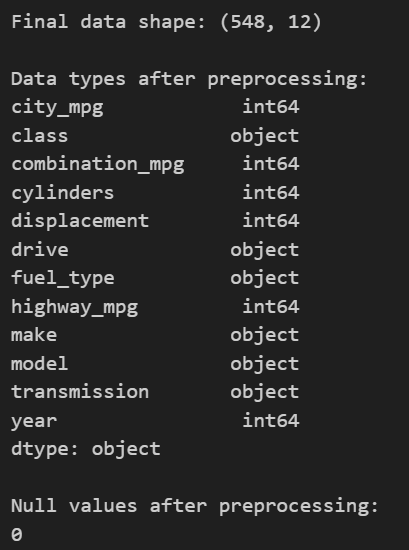 Final data shape: (548, 12)
Data types after preprocessing:
city_mpg int64
class object
combination_mpg int64
cylinders int64
displacement int64
drive object
fuel_type object
highway_mpg int64
make object
model object
transmission object
year int64
dtype: object
Null values after preprocessing:
0